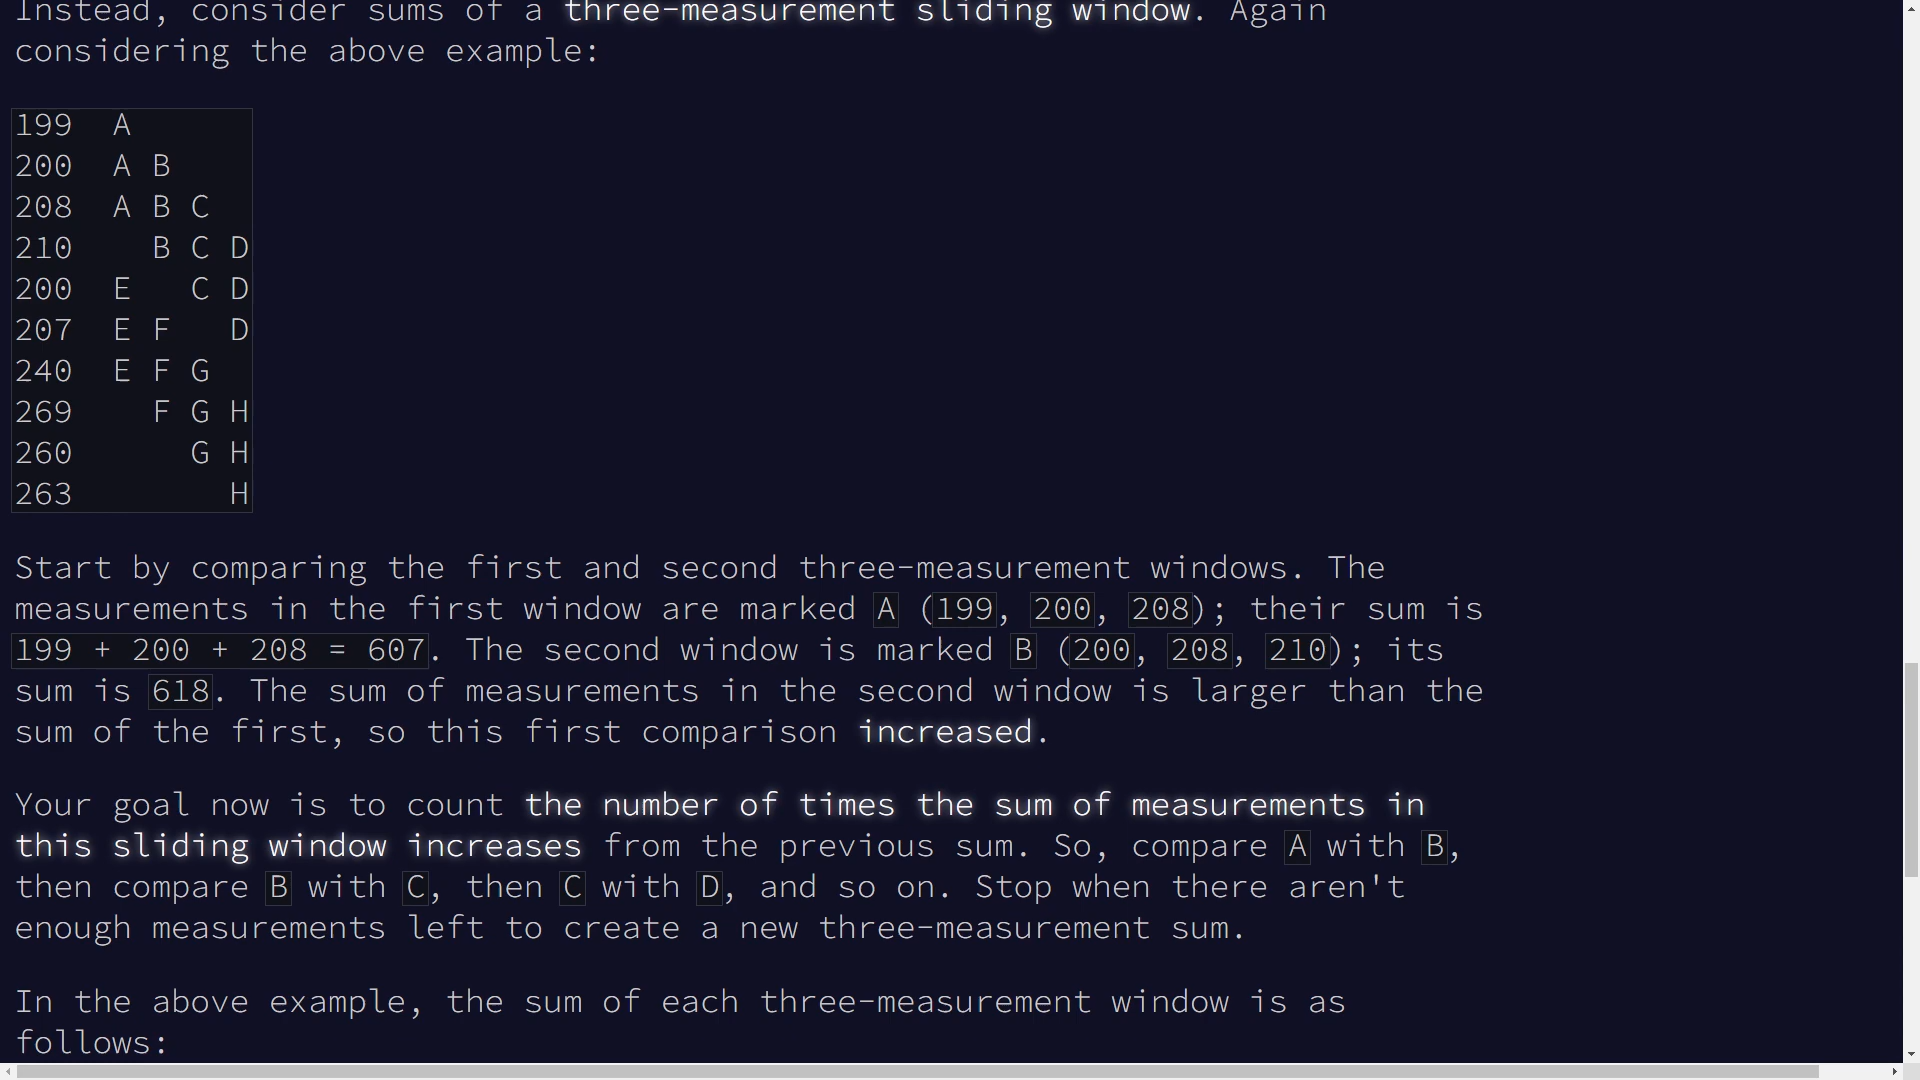 Instead, consider sums of a three-measurement sliding window. Again
considering the above example:
199  A
200  A B
208  A B C
210    B C D
200  E   C D
207  E F   D
240  E F G
269    F G H
260      G H
263        H
Start by comparing the first and second three-measurement windows. The
measurements in the first window are marked A (199, 200, 208); their sum is
199 + 200 + 208 = 607. The second window is marked B (200, 208, 210); its
sum is 618. The sum of measurements in the second window is larger than the
sum of the first, so this first comparison increased.
Your goal now is to count the number of times the sum of measurements in
this sliding window increases from the previous sum. So, compare A with B,
then compare B with C, then C with D, and so on. Stop when there aren't
enough measurements left to create a new three-measurement sum.
In the above example, the sum of each three-measurement window is as
follows: